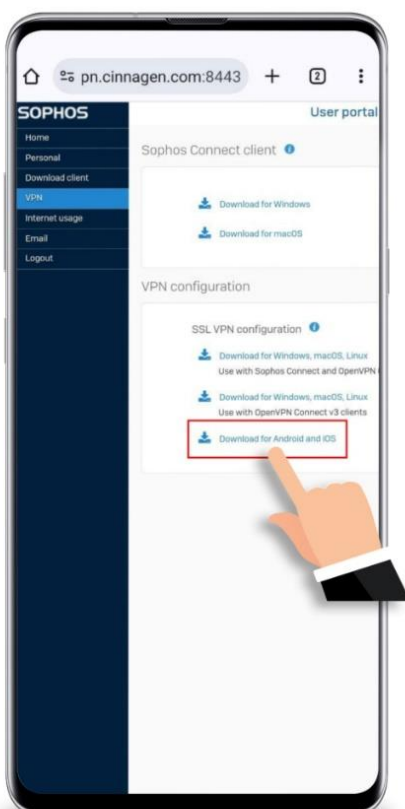 pn.cinnagen.com:8443
2
SOPHOS
User portal
Home
Personal
Download client
VPN
Internet usage
Email
Logout
Sophos Connect client
Download for Windows
Download for macOS
VPN configuration
SSL VPN configuration
Download for Windows, macOS, Linux
Use with Sophos Connect and OpenVPN
Download for Windows, macOS, Linux
Use with OpenVPN Connect v3 clients
Download for Android and iOS